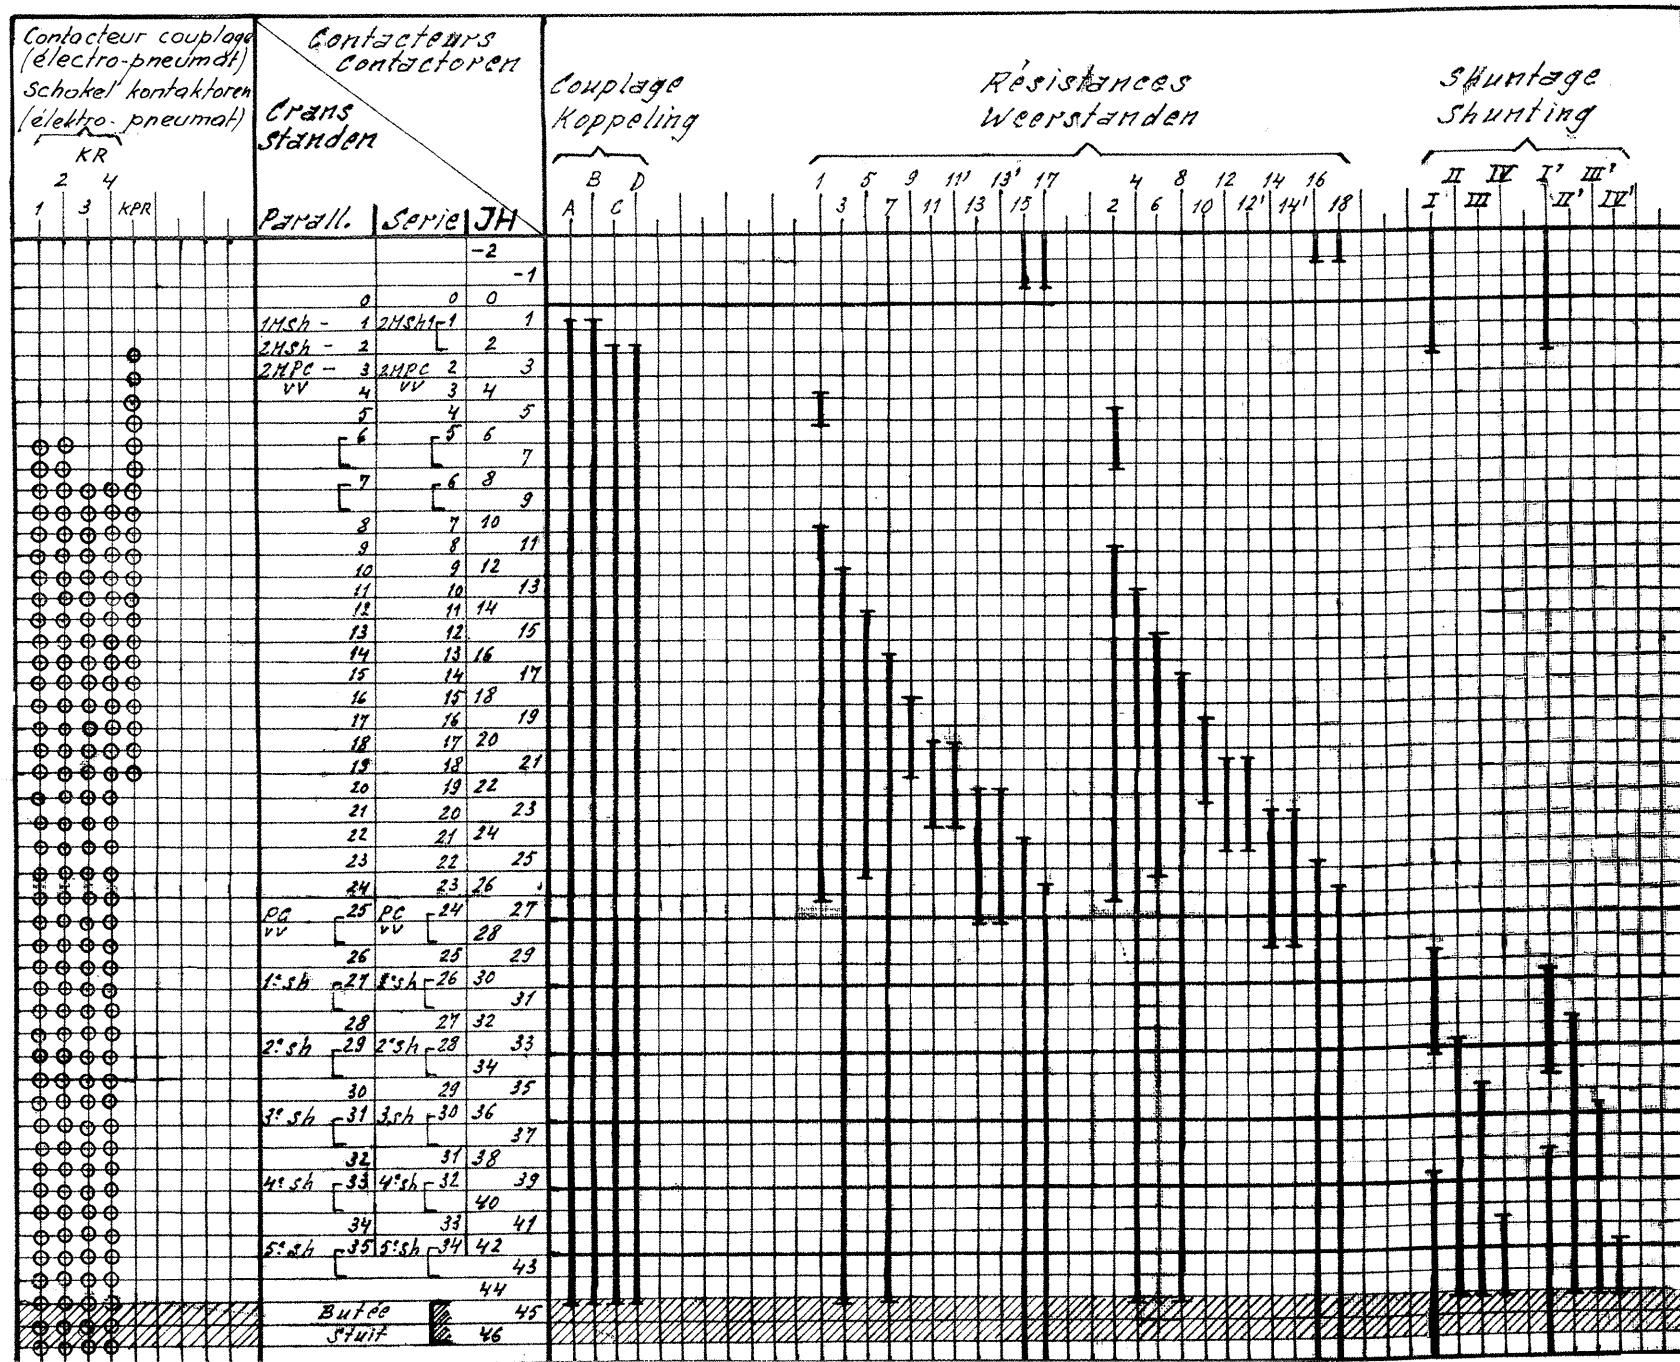 Contacteur couplage
(électro-pneumat)
Schakel kontaktoren
(élektro-pneumat)
KR
2 4
1 3 KPR
Contacteurs
Contactoren
Crans
standen
Parall. Serie JH
Couplage
Koppeling
B D
A C
Résistances
Weerstanden
1 5 9 11' 13' 17
3 7 11 13 15
4 8 12 14 16
2 6 10 12' 14' 18
Shuntage
Shunting
II IV I' III'
I III II' IV'
-2
-1
0 0 0
1MSh - 1 2MSh1 1 1
2MSh - 2 2
2MPC - 3 2MPC 2 3
VV 4 VV 3 4
5 4 5
6 5 6
7
7 6 8
9
8 7 10
9 8 11
10 9 12
11 10 13
12 11 14
13 12 15
14 13 16
15 14 17
16 15 18
17 16 19
18 17 20
19 18 21
20 19 22
21 20 23
22 21 24
23 22 25
24 23 26
PC 25 PC 24 27
VV VV 28
26 25 29
1e sh 27 1e sh 26 30
31
28 27 32
2e sh 29 2e sh 28 33
34
30 29 35
3e sh 31 3 sh 30 36
37
32 31 38
4e sh 33 4e sh 32 39
40
34 33 41
5e sh 35 5e sh 34 42
43
44
Butée 45
Stuit 46